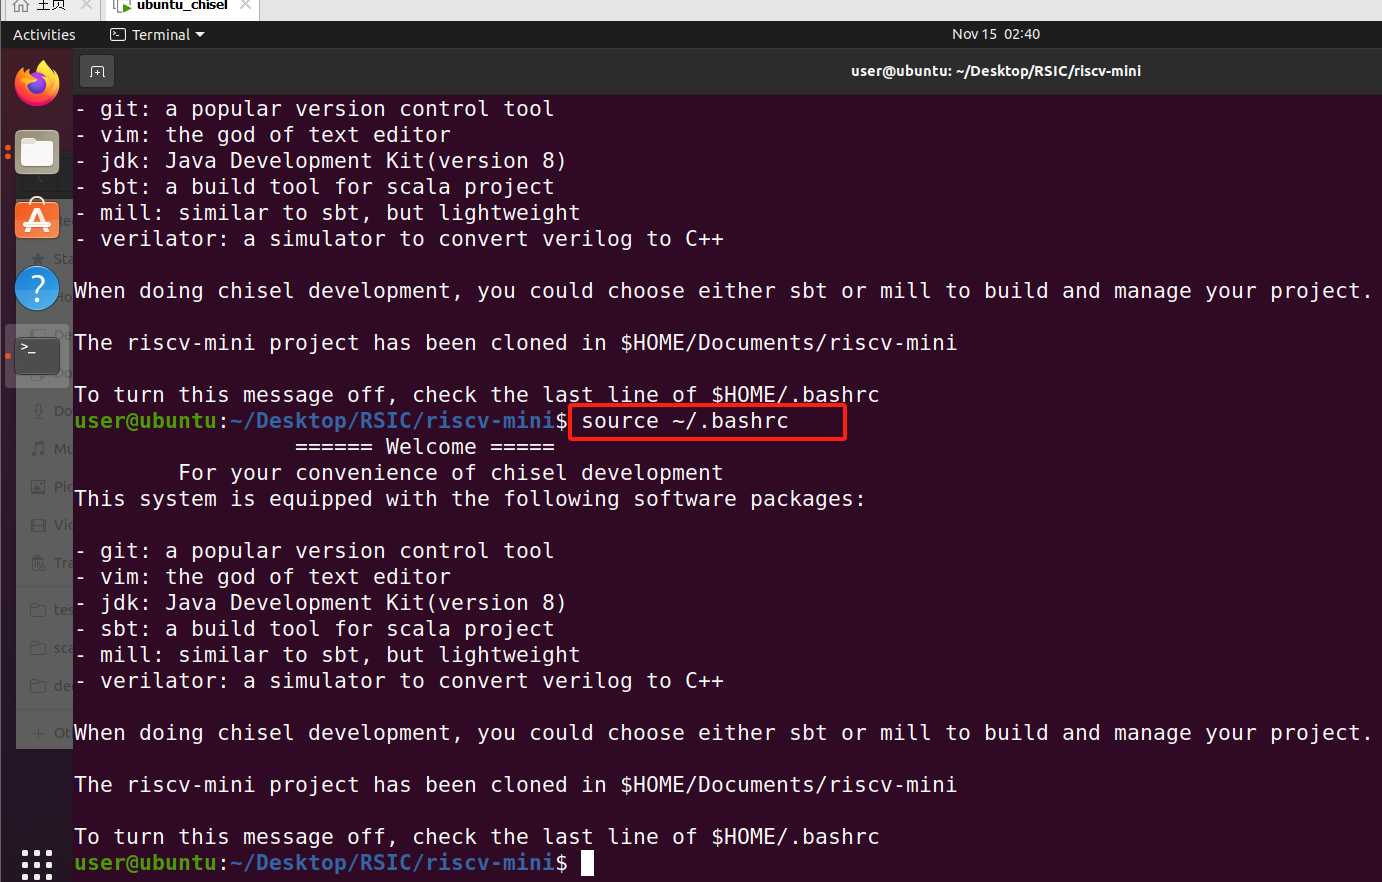 主页
ubuntu_chisel
Activities
Terminal
Nov 15 02:40
user@ubuntu: ~/Desktop/RSIC/riscv-mini
- git: a popular version control tool
- vim: the god of text editor
- jdk: Java Development Kit(version 8)
- sbt: a build tool for scala project
- mill: similar to sbt, but lightweight
- verilator: a simulator to convert verilog to C++
When doing chisel development, you could choose either sbt or mill to build and manage your project.
The riscv-mini project has been cloned in $HOME/Documents/riscv-mini
To turn this message off, check the last line of $HOME/.bashrc
user@ubuntu:~/Desktop/RSIC/riscv-mini$ source ~/.bashrc
====== Welcome =====
For your convenience of chisel development
This system is equipped with the following software packages:
- git: a popular version control tool
- vim: the god of text editor
- jdk: Java Development Kit(version 8)
- sbt: a build tool for scala project
- mill: similar to sbt, but lightweight
- verilator: a simulator to convert verilog to C++
When doing chisel development, you could choose either sbt or mill to build and manage your project.
The riscv-mini project has been cloned in $HOME/Documents/riscv-mini
To turn this message off, check the last line of $HOME/.bashrc
user@ubuntu:~/Desktop/RSIC/riscv-mini$